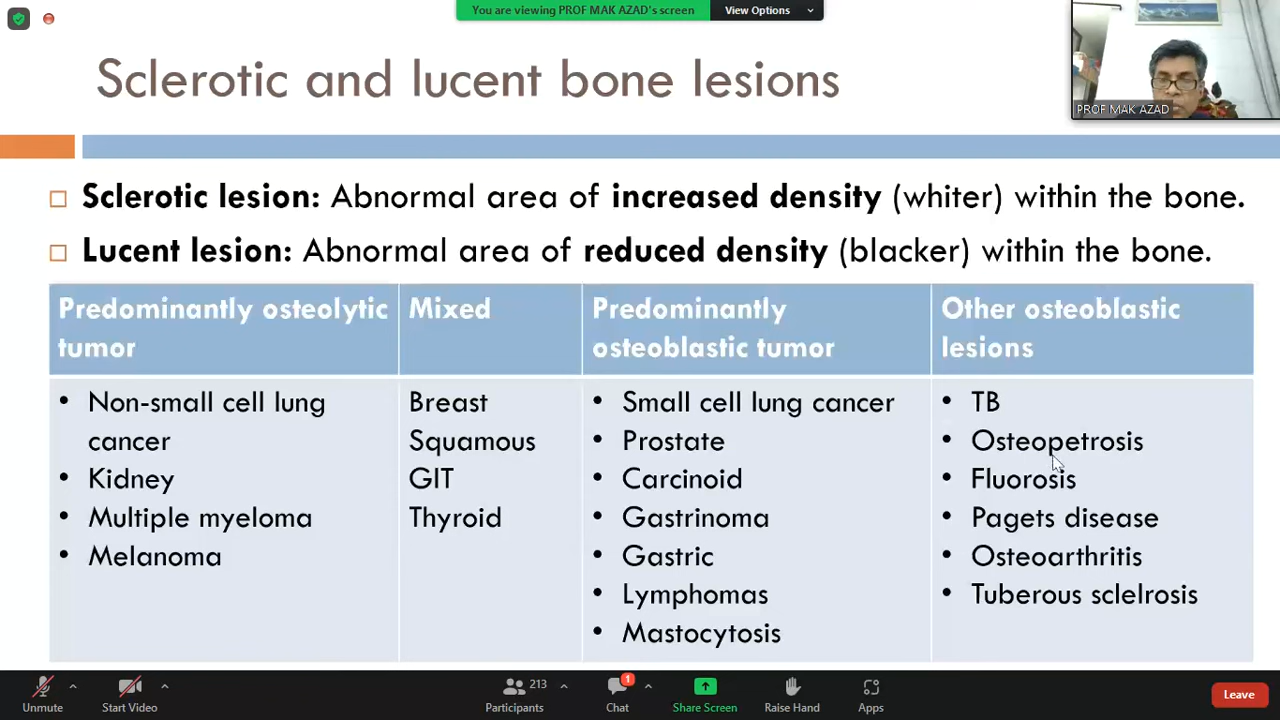 You are viewing PROF MAK AZAD's screen
View Options
PROF MAK AZAD
Sclerotic and lucent bone lesions
Sclerotic lesion: Abnormal area of increased density (whiter) within the bone.
Lucent lesion: Abnormal area of reduced density (blacker) within the bone.
Predominantly osteolytic
tumor
Mixed
Predominantly
osteoblastic tumor
Other osteoblastic
lesions
• Non-small cell lung
cancer
• Kidney
• Multiple myeloma
• Melanoma
Breast
Squamous
GIT
Thyroid
• Small cell lung cancer
• Prostate
• Carcinoid
• Gastrinoma
• Gastric
• Lymphomas
• Mastocytosis
• TB
• Osteopetrosis
• Fluorosis
• Pagets disease
• Osteoarthritis
• Tuberous sclelrosis
Unmute
Start Video
213
Participants
1
Chat
Share Screen
Raise Hand
Apps
Leave